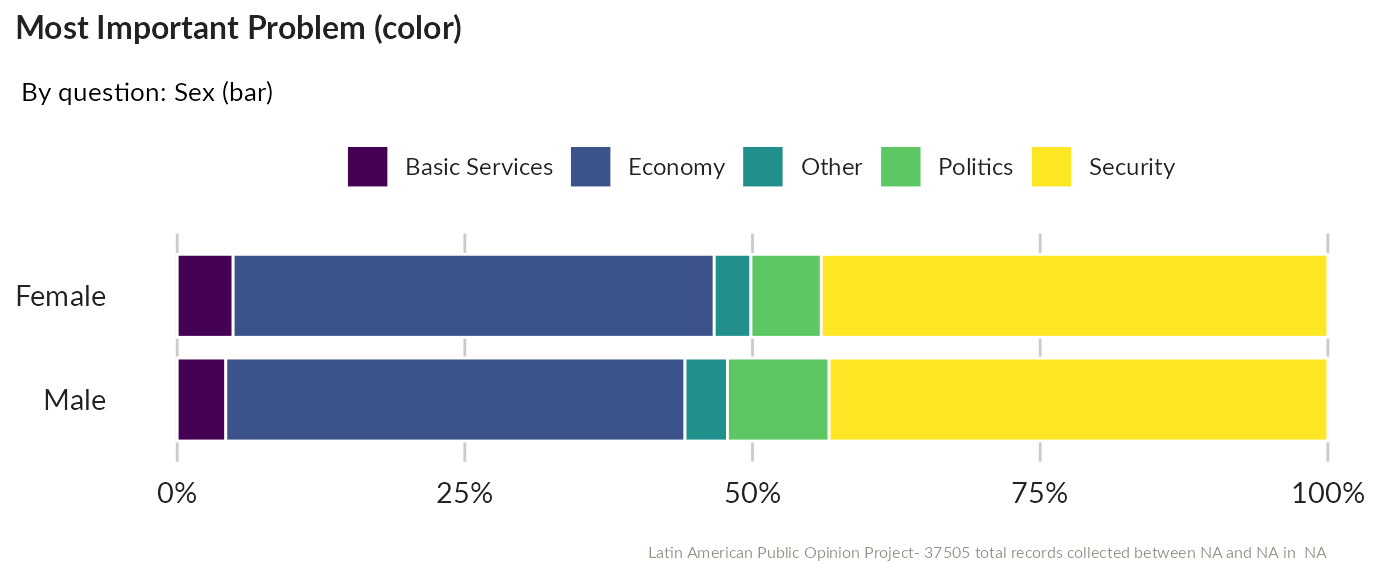 Most Important Problem (color)
By question: Sex (bar)
Basic Services Economy Other Politics Security
Female
Male
0% 25% 50% 75% 100%
Latin American Public Opinion Project- 37505 total records collected between NA and NA in  NA